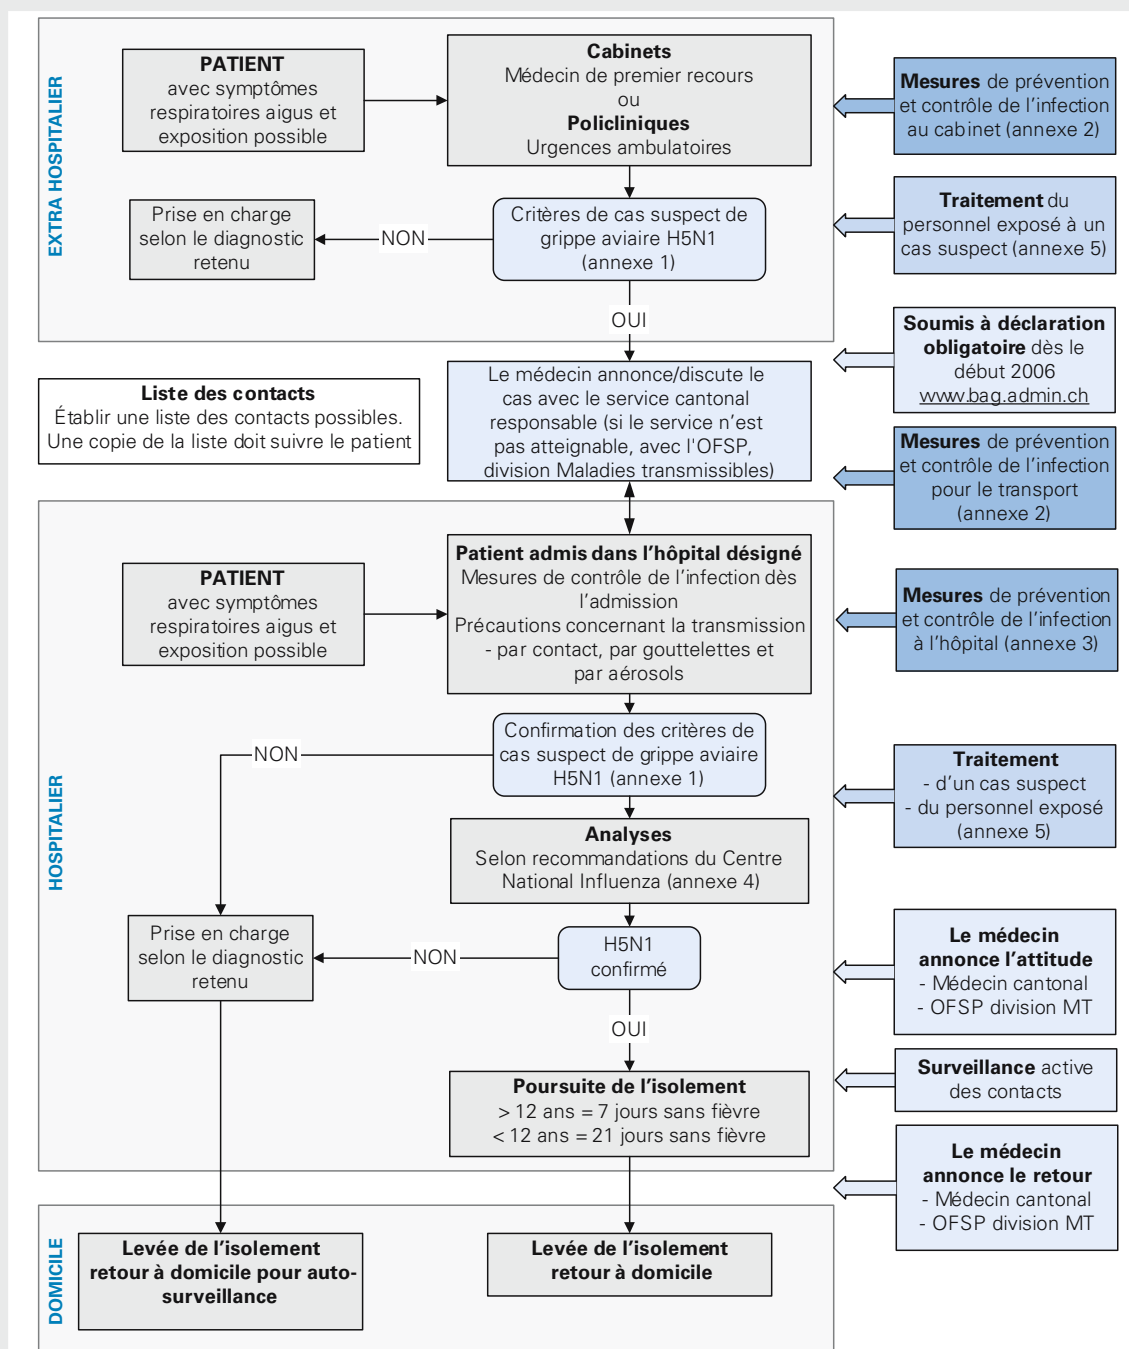 EXTRA HOSPITALIER
PATIENT
avec symptômes
respiratoires aigus et
exposition possible
Cabinets
Médecin de premier recours
ou
Policliniques
Urgences ambulatoires
Mesures de prévention
et contrôle de l'infection
au cabinet (annexe 2)
Prise en charge
selon le diagnostic
retenu
NON
Critères de cas suspect de
grippe aviaire H5N1
(annexe 1)
Traitement du
personnel exposé à un
cas suspect (annexe 5)
OUI
Soumis à déclaration
obligatoire dès le
début 2006
www.bag.admin.ch
Liste des contacts
Établir une liste des contacts possibles.
Une copie de la liste doit suivre le patient
Le médecin annonce/discute le
cas avec le service cantonal
responsable (si le service n'est
pas atteignable, avec l'OFSP,
division Maladies transmissibles)
Mesures de prévention
et contrôle de l'infection
pour le transport
(annexe 2)
HOSPITALIER
PATIENT
avec symptômes
respiratoires aigus et
exposition possible
Patient admis dans l'hôpital désigné
Mesures de contrôle de l'infection dès
l'admission
Précautions concernant la transmission
- par contact, par gouttelettes et
par aérosols
Mesures de prévention
et contrôle de l'infection
à l'hôpital (annexe 3)
NON
Confirmation des critères de
cas suspect de grippe aviaire
H5N1 (annexe 1)
Traitement
- d'un cas suspect
- du personnel exposé
(annexe 5)
Analyses
Selon recommandations du Centre
National Influenza (annexe 4)
Prise en charge
selon le diagnostic
retenu
NON
H5N1
confirmé
Le médecin
annonce l'attitude
- Médecin cantonal
- OFSP division MT
OUI
Surveillance active
des contacts
Poursuite de l'isolement
> 12 ans = 7 jours sans fièvre
< 12 ans = 21 jours sans fièvre
Le médecin
annonce le retour
- Médecin cantonal
- OFSP division MT
DOMICILE
Levée de l'isolement
retour à domicile pour auto-
surveillance
Levée de l'isolement
retour à domicile